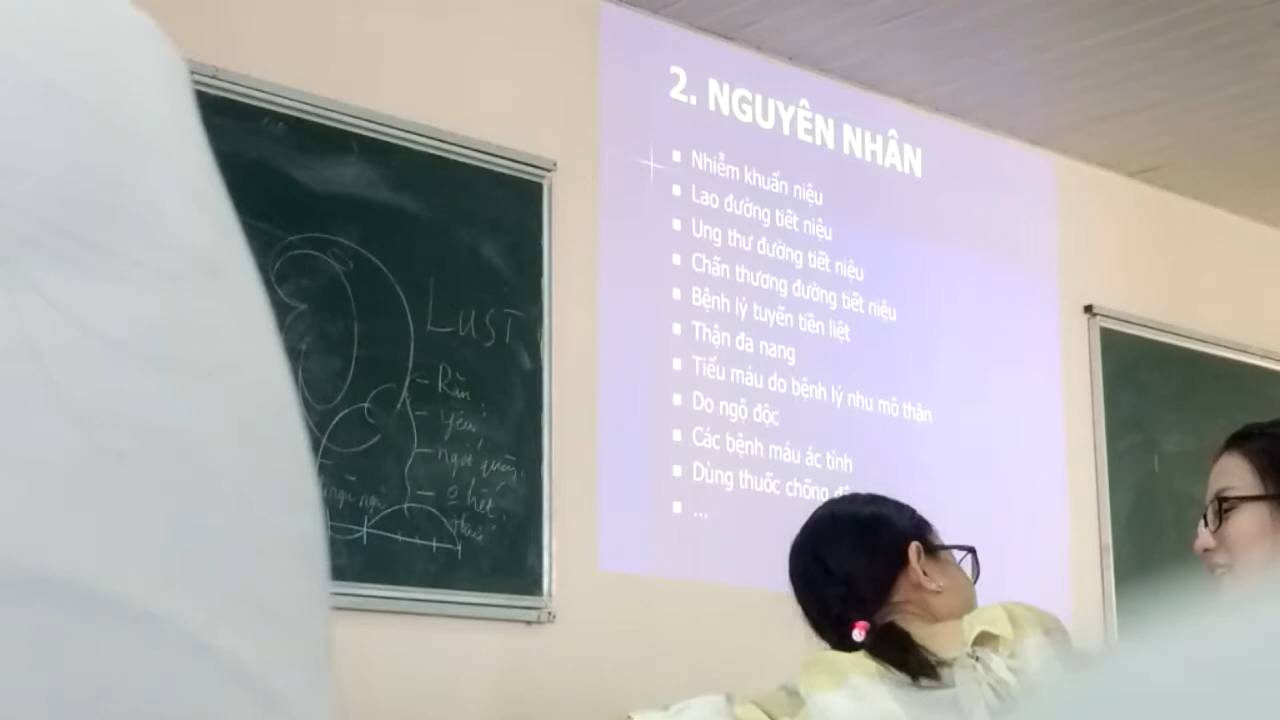 LUST
- Rặn
- yếu
- ngắt quãng
- o hết
2. NGUYÊN NHÂN
▪ Nhiễm khuẩn niệu
▪ Lao đường tiết niệu
▪ Ung thư đường tiết niệu
▪ Chấn thương đường tiết niệu
▪ Bệnh lý tuyến tiền liệt
▪ Thận đa nang
▪ Tiểu máu do bệnh lý nhu mô thận
▪ Do ngộ độc
▪ Các bệnh máu ác tính
▪ Dùng thuốc chống
▪ ...